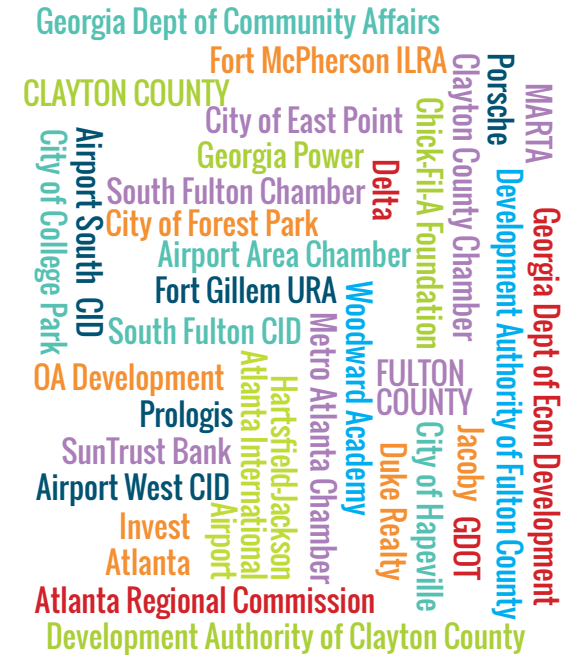 Georgia Dept of Community Affairs
Fort McPherson ILRA
CLAYTON COUNTY
City of East Point
Georgia Power
South Fulton Chamber
City of Forest Park
Airport Area Chamber
Fort Gillem URA
South Fulton CID
OA Development
Prologis
SunTrust Bank
Airport West CID
Invest
Atlanta
Atlanta Regional Commission
Development Authority of Clayton County
City of College Park
Airport South CID
Delta
Chick-Fil-A Foundation
Clayton County Chamber
Porsche
MARTA
Development Authority of Fulton County
Georgia Dept of Econ Development
Woodward Academy
Metro Atlanta Chamber
Hartsfield-Jackson
Atlanta International
Airport
FULTON
COUNTY
Duke Realty
City of Hapeville
Jacoby
GDOT